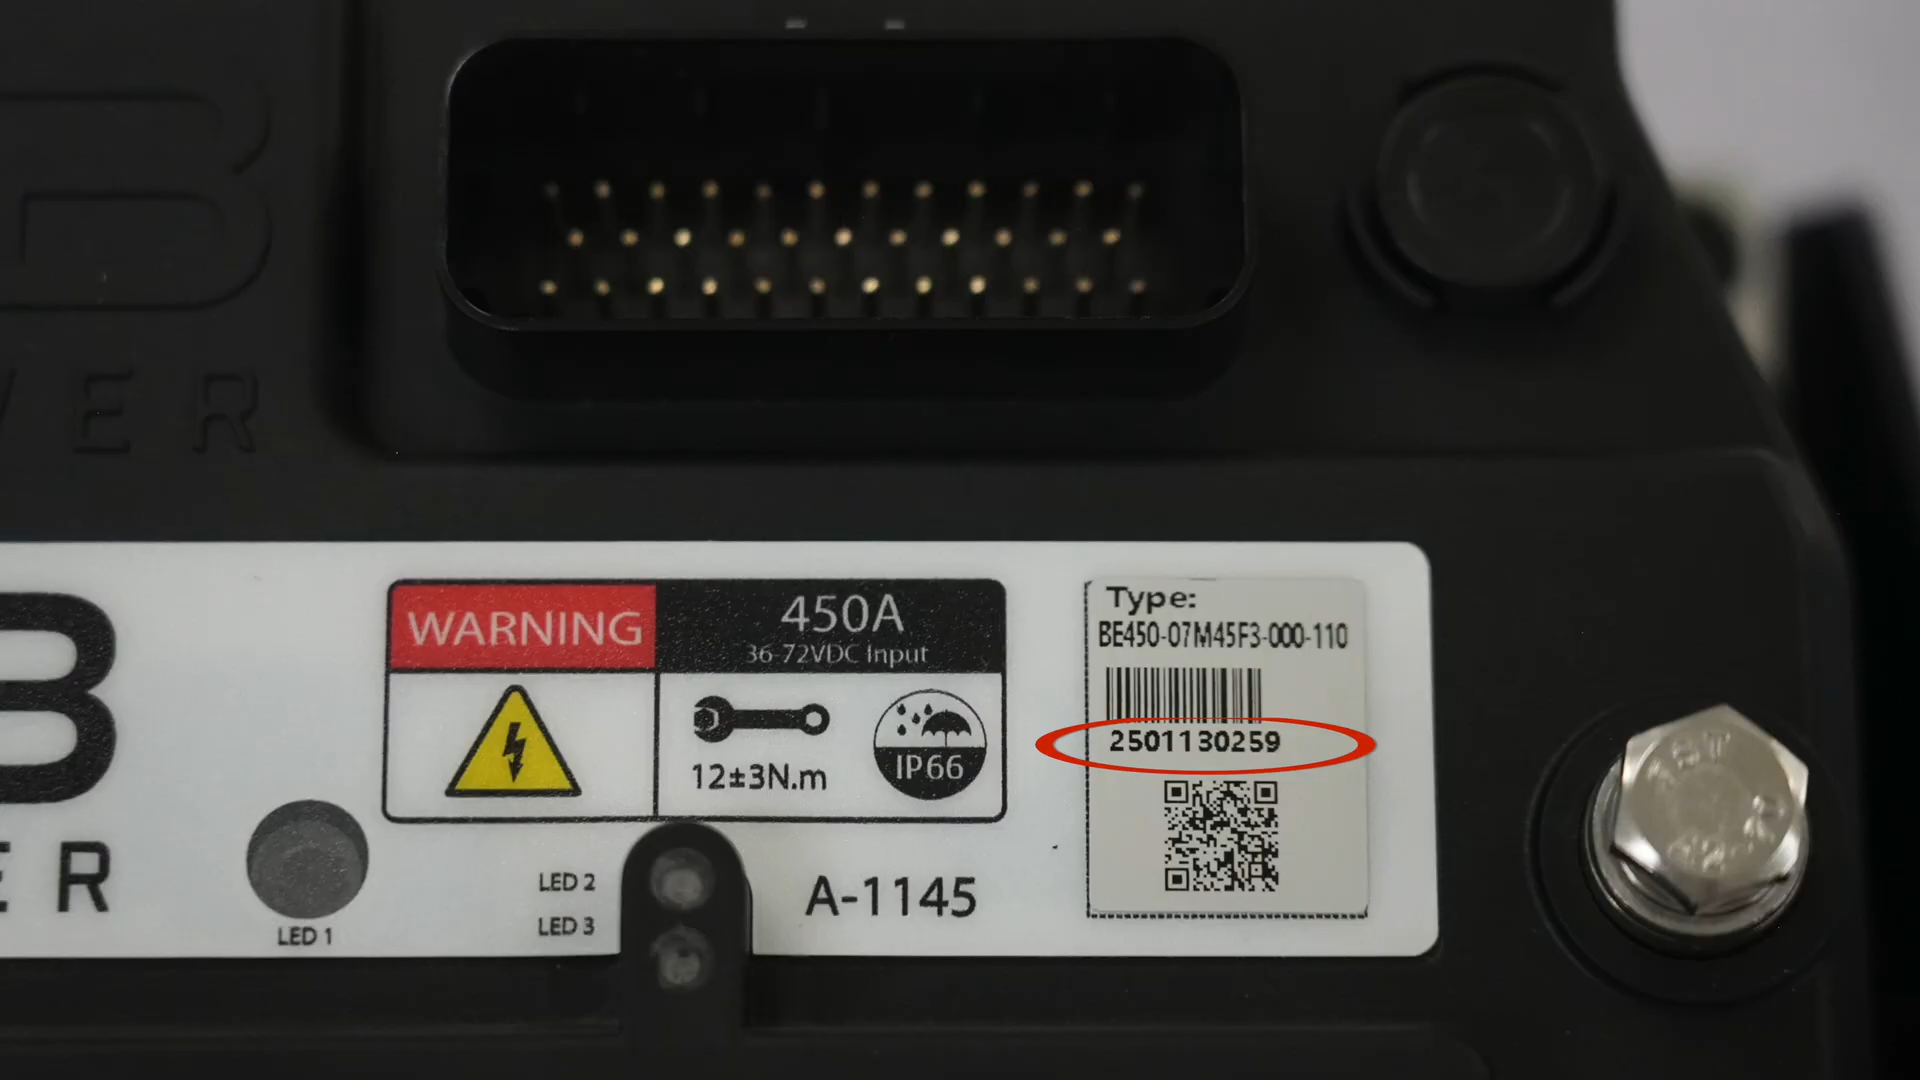 B
WER
B
ER
WARNING
450A
36-72VDC Input
12±3N.m
IP66
LED 1
LED 2
LED 3
A-1145
Type:
BE450-07M45F3-000-110
2501130259